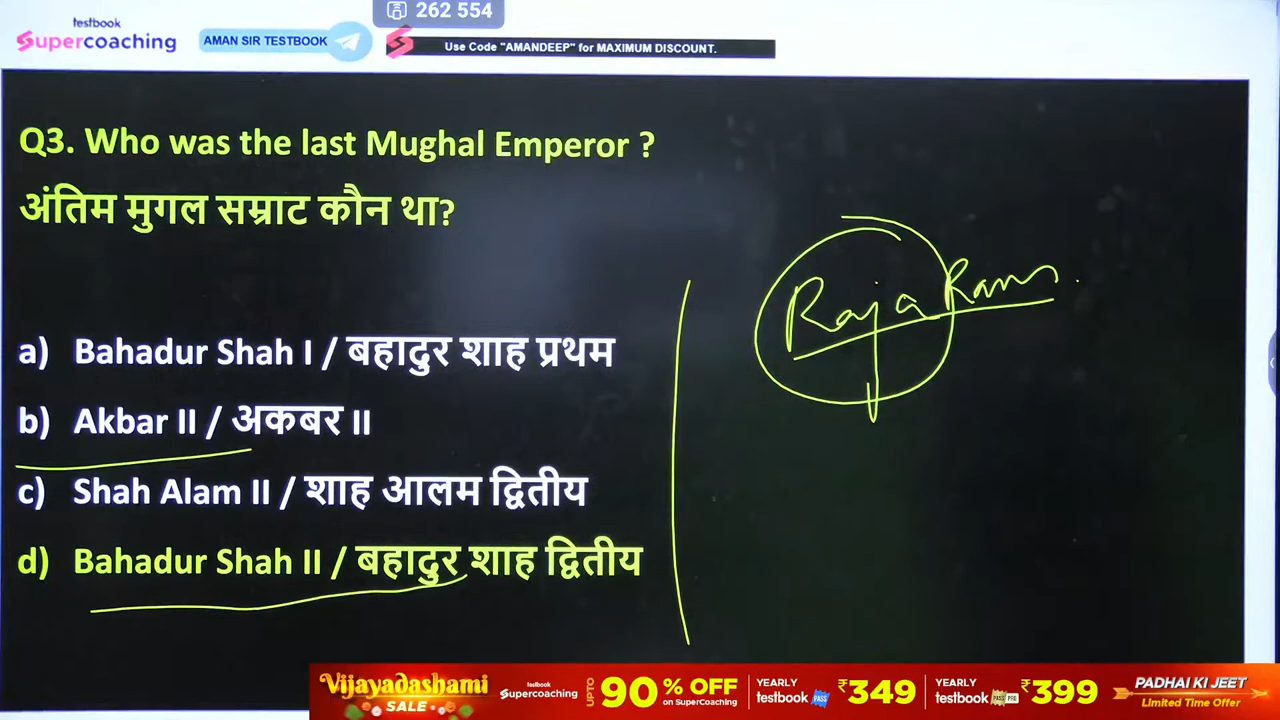 262 554
testbook
Supercoaching
AMAN SIR TESTBOOK
Use Code "AMANDEEP" for MAXIMUM DISCOUNT.
Q3. Who was the last Mughal Emperor ?
अंतिम मुगल सम्राट कौन था?
a) Bahadur Shah I / बहादुर शाह प्रथम
b) Akbar II / अकबर II
c) Shah Alam II / शाह आलम द्वितीय
d) Bahadur Shah II / बहादुर शाह द्वितीय
Raja Ram
Vijayadashami
SALE
testbook
Supercoaching
UPTO
90% OFF
on SuperCoaching
YEARLY
testbook PASS
₹349
YEARLY
testbook PASS PRO
₹399
PADHAI KI JEET
Limited Time Offer